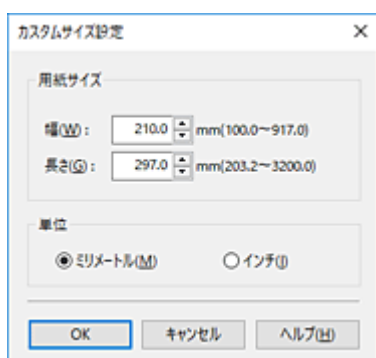 カスタムサイズ設定
用紙サイズ
幅(W): 210.0 mm(100.0~917.0)
長さ(G): 297.0 mm(203.2~3200.0)
単位
ミリメートル(M) インチ(I)
OK キャンセル ヘルプ(H)